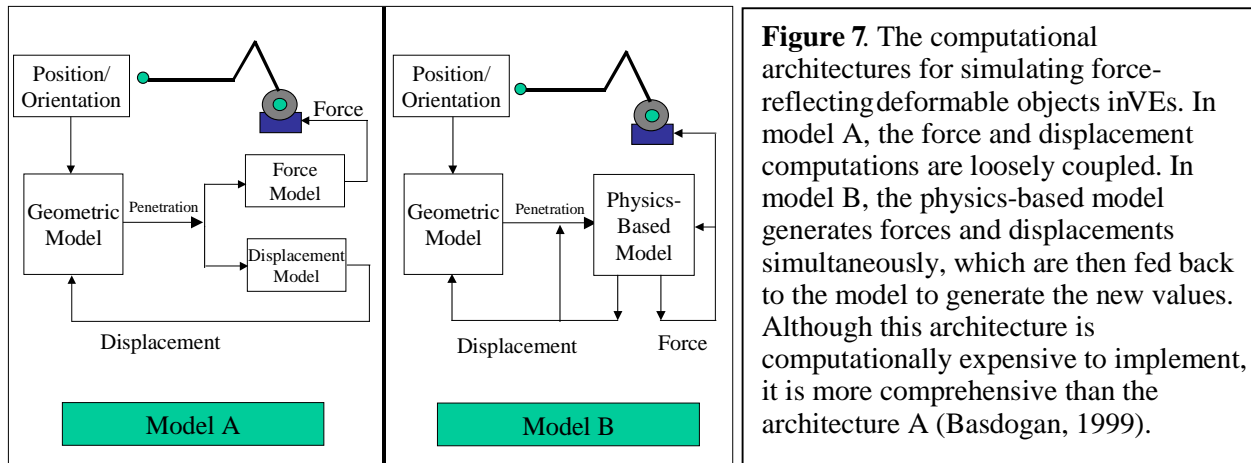 Position/
Orientation
Force
Force
Model
Geometric
Model
Penetration
Displacement
Model
Displacement
Model A
Position/
Orientation
Geometric
Model
Penetration
Physics-
Based
Model
Displacement
Force
Model B
Figure 7. The computational
architectures for simulating force-
reflectingdeformable objects inVEs. In
model A, the force and displacement
computations are loosely coupled. In
model B, the physics-based model
generates forces and displacements
simultaneously, which are then fed back
to the model to generate the new values.
Although this architecture is
computationally expensive to implement,
it is more comprehensive than the
architecture A (Basdogan, 1999).